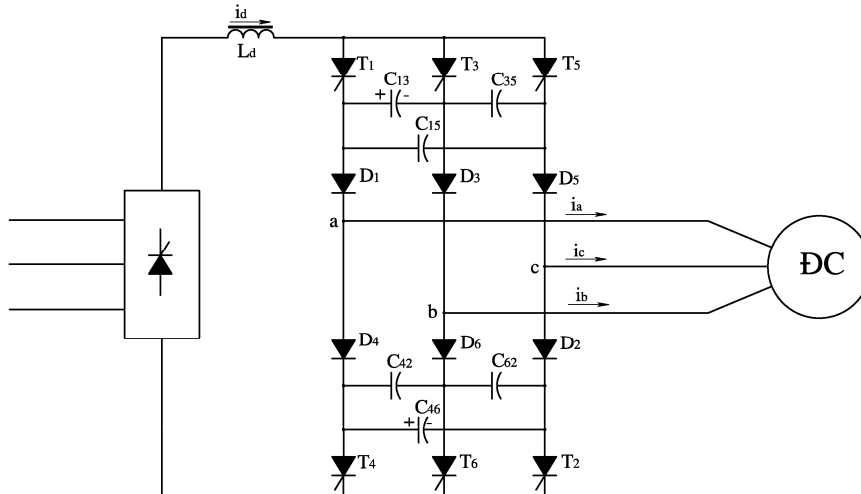 id
Ld
T1
T3
T5
C13
+ -
C35
C15
D1
D3
D5
a
ia
c
ic
ĐC
b
ib
D4
D6
D2
C42
C62
C46
+ -
T4
T6
T2